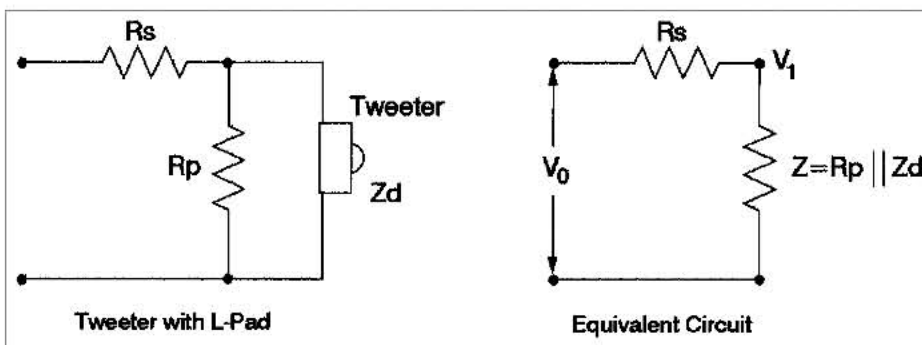 Rs
Tweeter
Rp
Zd
Tweeter with L-Pad
Rs
V₁
V₀
Z=Rp || Zd
Equivalent Circuit